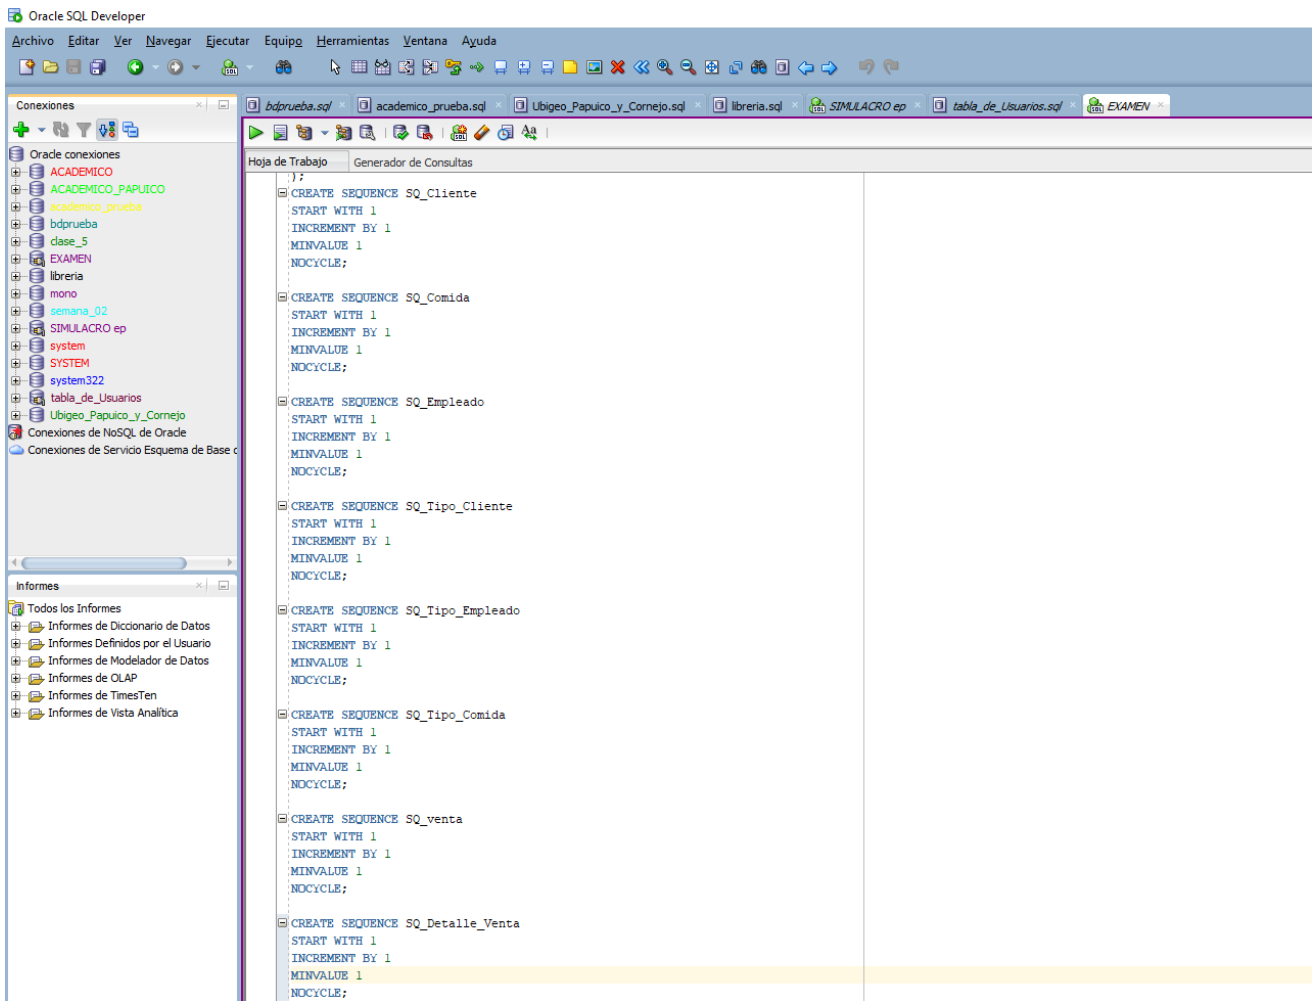 Oracle SQL Developer
Archivo Editar Ver Navegar Ejecutar Equipo Herramientas Ventana Ayuda
Conexiones
bdprueba.sql
academico_prueba.sql
Ubigeo_Papuico_y_Cornejo.sql
libreria.sql
SIMULACRO ep
tabla_de_Usuarios.sql
EXAMEN
Oracle conexiones
ACADEMICO
ACADEMICO_PAPUICO
academico_prueba
bdprueba
clase_5
EXAMEN
libreria
mono
semana_02
SIMULACRO ep
system
SYSTEM
system322
tabla_de_Usuarios
Ubigeo_Papuico_y_Cornejo
Conexiones de NoSQL de Oracle
Conexiones de Servicio Esquema de Base
Informes
Todos los Informes
Informes de Diccionario de Datos
Informes Definidos por el Usuario
Informes de Modelador de Datos
Informes de OLAP
Informes de TimesTen
Informes de Vista Analítica
Hoja de Trabajo
Generador de Consultas
);
CREATE SEQUENCE SQ_Cliente
START WITH 1
INCREMENT BY 1
MINVALUE 1
NOCYCLE;
CREATE SEQUENCE SQ_Comida
START WITH 1
INCREMENT BY 1
MINVALUE 1
NOCYCLE;
CREATE SEQUENCE SQ_Empleado
START WITH 1
INCREMENT BY 1
MINVALUE 1
NOCYCLE;
CREATE SEQUENCE SQ_Tipo_Cliente
START WITH 1
INCREMENT BY 1
MINVALUE 1
NOCYCLE;
CREATE SEQUENCE SQ_Tipo_Empleado
START WITH 1
INCREMENT BY 1
MINVALUE 1
NOCYCLE;
CREATE SEQUENCE SQ_Tipo_Comida
START WITH 1
INCREMENT BY 1
MINVALUE 1
NOCYCLE;
CREATE SEQUENCE SQ_venta
START WITH 1
INCREMENT BY 1
MINVALUE 1
NOCYCLE;
CREATE SEQUENCE SQ_Detalle_Venta
START WITH 1
INCREMENT BY 1
MINVALUE 1
NOCYCLE;